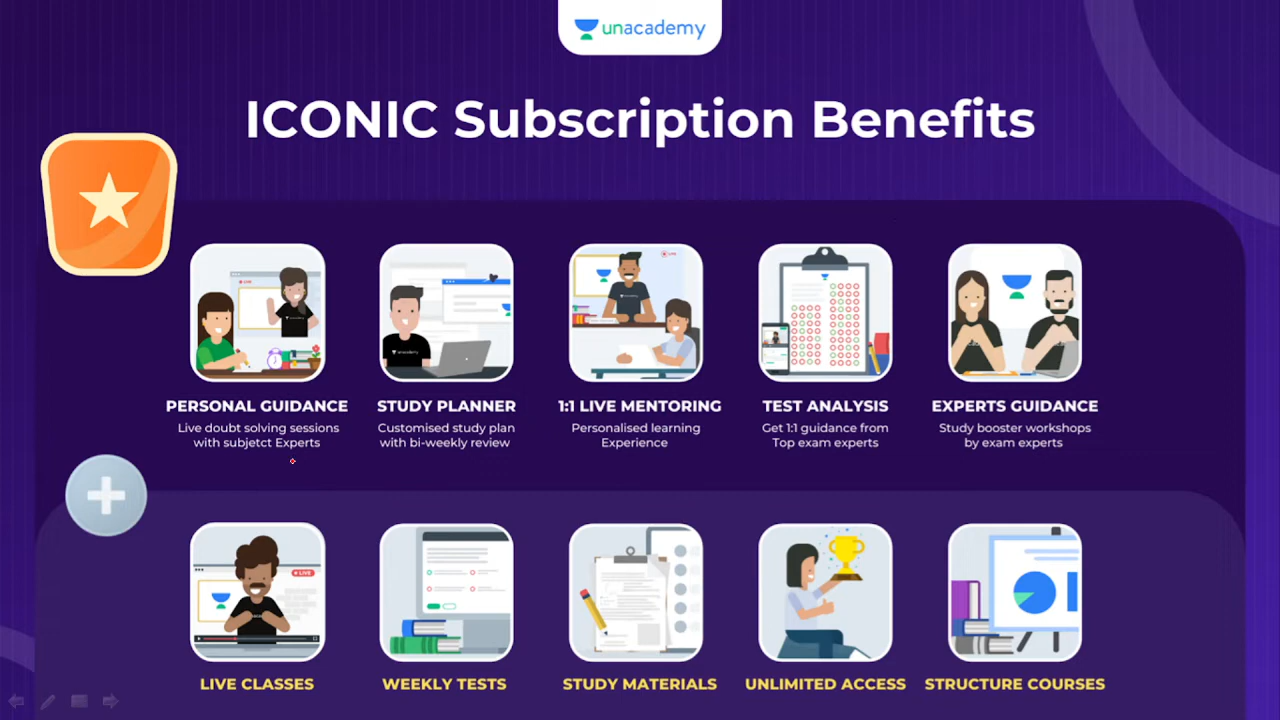 unacademy
ICONIC Subscription Benefits
PERSONAL GUIDANCE
Live doubt solving sessions
with subjetct Experts
STUDY PLANNER
Customised study plan
with bi-weekly review
1:1 LIVE MENTORING
Personalised learning
Experience
TEST ANALYSIS
Get 1:1 guidance from
Top exam experts
EXPERTS GUIDANCE
Study booster workshops
by exam experts
LIVE
LIVE CLASSES
WEEKLY TESTS
STUDY MATERIALS
UNLIMITED ACCESS
STRUCTURE COURSES